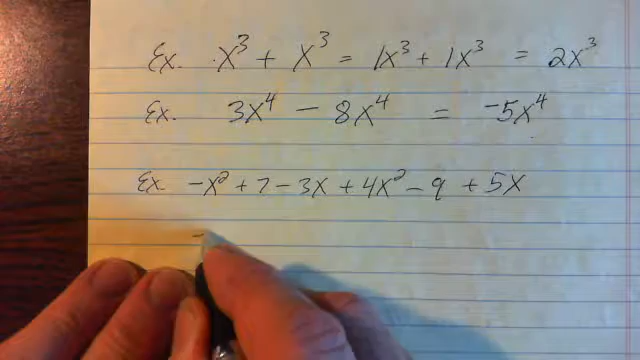 Ex. x³ + x³ = 1x³ + 1x³ = 2x³
Ex. 3x⁴ - 8x⁴ = -5x⁴
Ex. -x² + 7 - 3x + 4x² - 9 + 5x
-